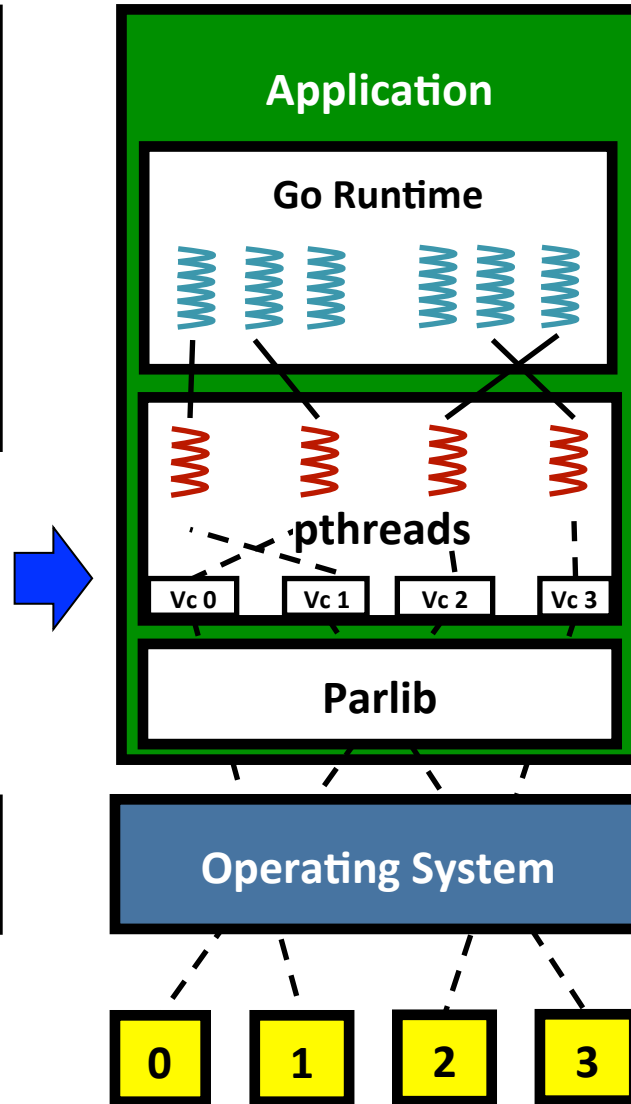 Application
Go Runtime
pthreads
Vc 0 Vc 1 Vc 2 Vc 3
Parlib
Operating System
0 1 2 3